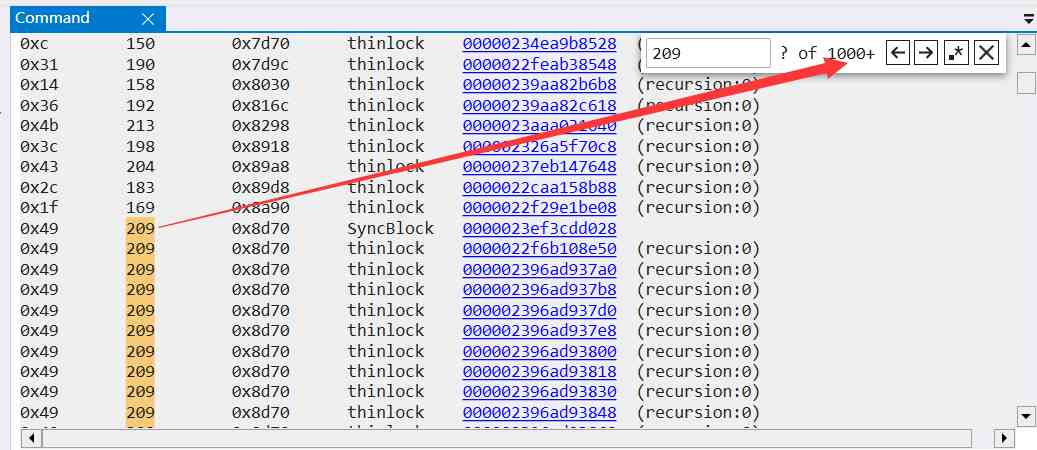 Command
209 ? of 1000+
0xc 150 0x7d70 thinlock 00000234ea9b8528 (
0x31 190 0x7d9c thinlock 0000022feab38548 (
0x14 158 0x8030 thinlock 00000239aa82b6b8 (recursion:0)
0x36 192 0x816c thinlock 00000239aa82c618 (recursion:0)
0x4b 213 0x8298 thinlock (recursion:0)
0x3c 198 0x8918 thinlock 000002326a5f70c8 (recursion:0)
0x43 204 0x89a8 thinlock 00000237eb147648 (recursion:0)
0x2c 183 0x89d8 thinlock 0000022caa158b88 (recursion:0)
0x1f 169 0x8a90 thinlock 0000022f29e1be08 (recursion:0)
0x49 209 0x8d70 SyncBlock 0000023ef3cdd028
0x49 209 0x8d70 thinlock 0000022f6b108e50 (recursion:0)
0x49 209 0x8d70 thinlock 000002396ad937a0 (recursion:0)
0x49 209 0x8d70 thinlock 000002396ad937b8 (recursion:0)
0x49 209 0x8d70 thinlock 000002396ad937d0 (recursion:0)
0x49 209 0x8d70 thinlock 000002396ad937e8 (recursion:0)
0x49 209 0x8d70 thinlock 000002396ad93800 (recursion:0)
0x49 209 0x8d70 thinlock 000002396ad93818 (recursion:0)
0x49 209 0x8d70 thinlock 000002396ad93830 (recursion:0)
0x49 209 0x8d70 thinlock 000002396ad93848 (recursion:0)